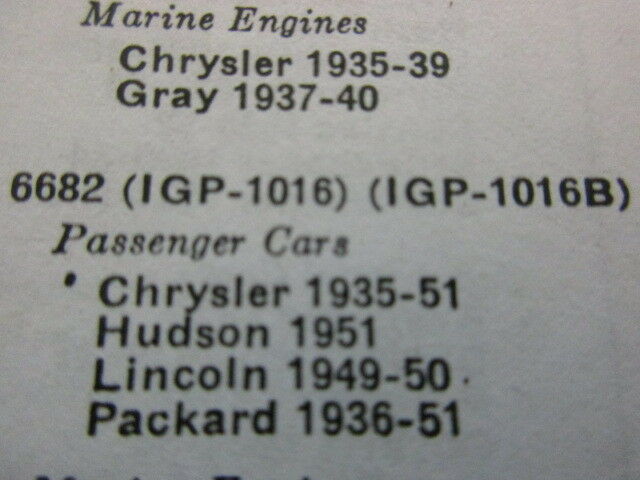 Marine Engines
Chrysler 1935-39
Gray 1937-40
6682 (IGP-1016) (IGP-1016B)
Passenger Cars
Chrysler 1935-51
Hudson 1951
Lincoln 1949-50
Packard 1936-51